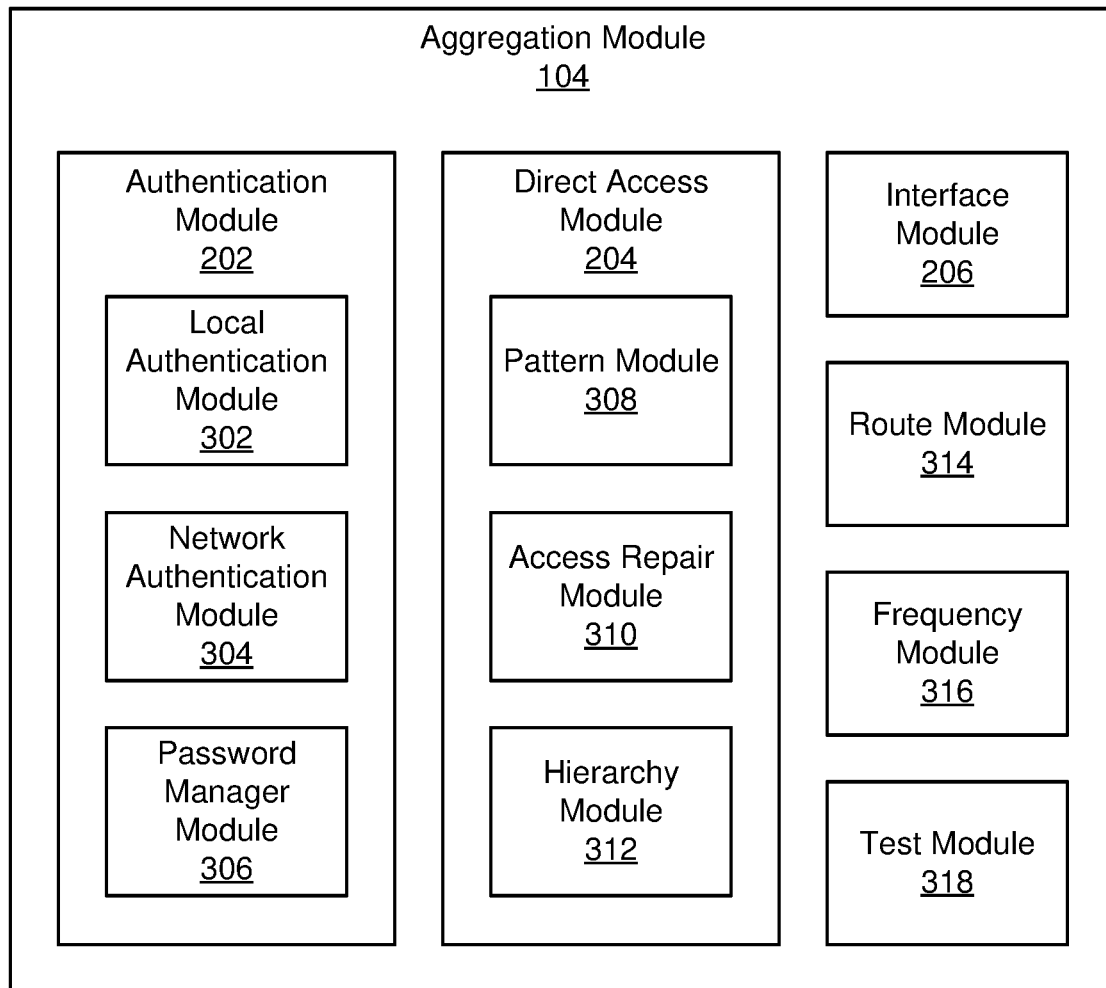 Aggregation Module
104
Authentication
Module
202
Local
Authentication
Module
302
Network
Authentication
Module
304
Password
Manager
Module
306
Direct Access
Module
204
Pattern Module
308
Access Repair
Module
310
Hierarchy
Module
312
Interface
Module
206
Route Module
314
Frequency
Module
316
Test Module
318